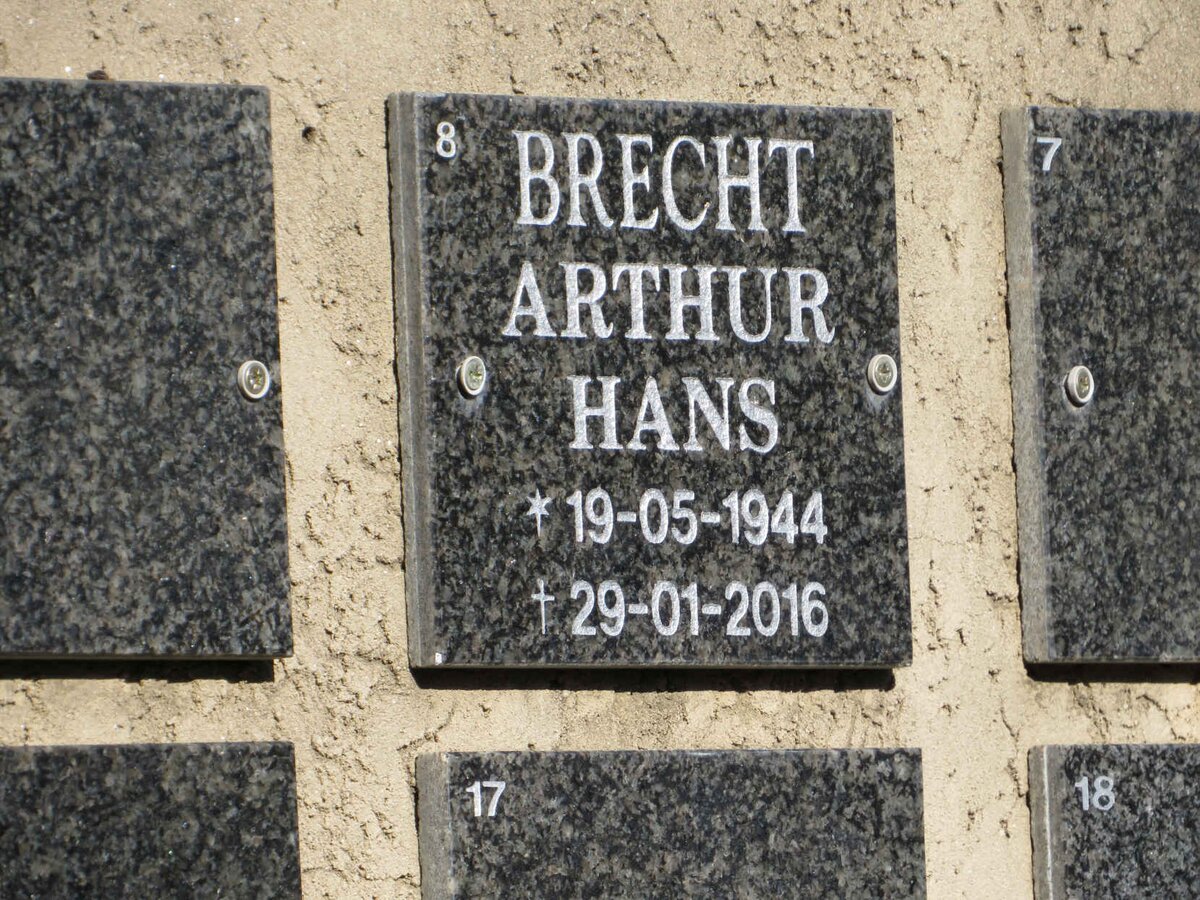 8
BRECHT
ARTHUR
HANS
* 19-05-1944
† 29-01-2016
7
17
18